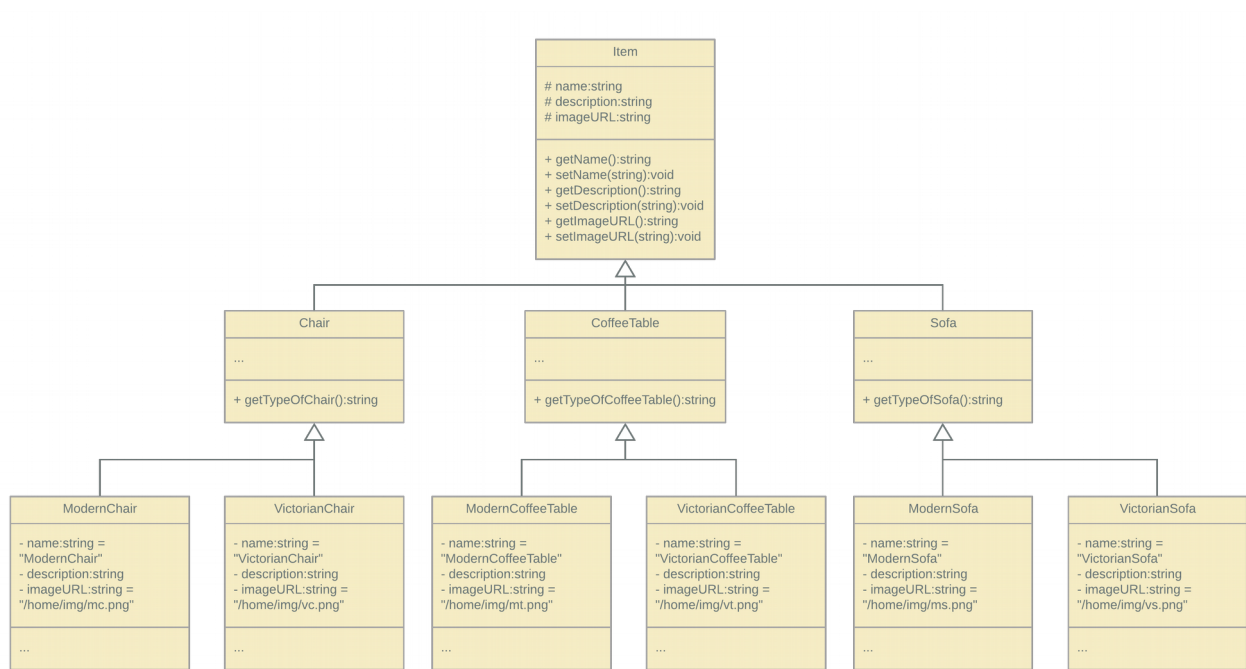 Item
# name:string
# description:string
# imageURL:string
+ getName():string
+ setName(string):void
+ getDescription():string
+ setDescription(string):void
+ getImageURL():string
+ setImageURL(string):void
Chair
...
+ getTypeOfChair():string
CoffeeTable
...
+ getTypeOfCoffeeTable():string
Sofa
...
+ getTypeOfSofa():string
ModernChair
- name:string =
"ModernChair"
- description:string
- imageURL:string =
"/home/img/mc.png"
...
VictorianChair
- name:string =
"VictorianChair"
- description:string
- imageURL:string =
"/home/img/vc.png"
...
ModernCoffeeTable
- name:string =
"ModernCoffeeTable"
- description:string
- imageURL:string =
"/home/img/mt.png"
...
VictorianCoffeeTable
- name:string =
"VictorianCoffeeTable"
- description:string
- imageURL:string =
"/home/img/vt.png"
...
ModernSofa
- name:string =
"ModernSofa"
- description:string
- imageURL:string =
"/home/img/ms.png"
...
VictorianSofa
- name:string =
"VictorianSofa"
- description:string
- imageURL:string =
"/home/img/vs.png"
...